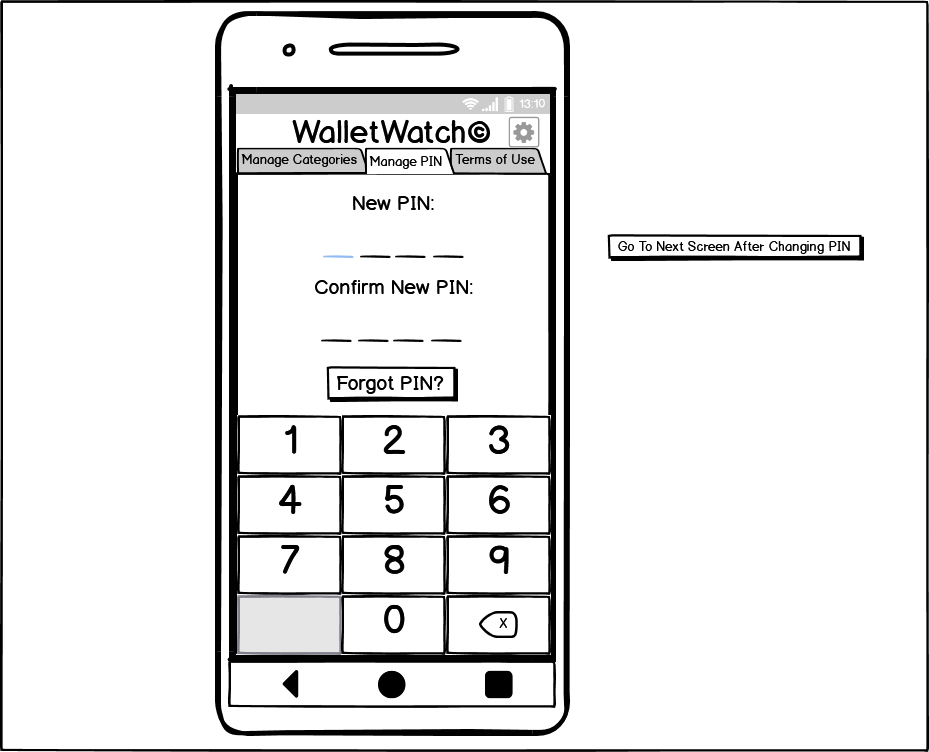 13:10
WalletWatch©
Manage Categories Manage PIN Terms of Use
New PIN:
Go To Next Screen After Changing PIN
Confirm New PIN:
Forgot PIN?
1 2 3
4 5 6
7 8 9
0 X